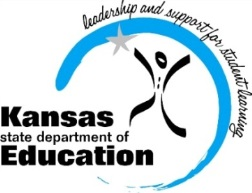 leadership and support for student learning
Kansas
state department of
Education